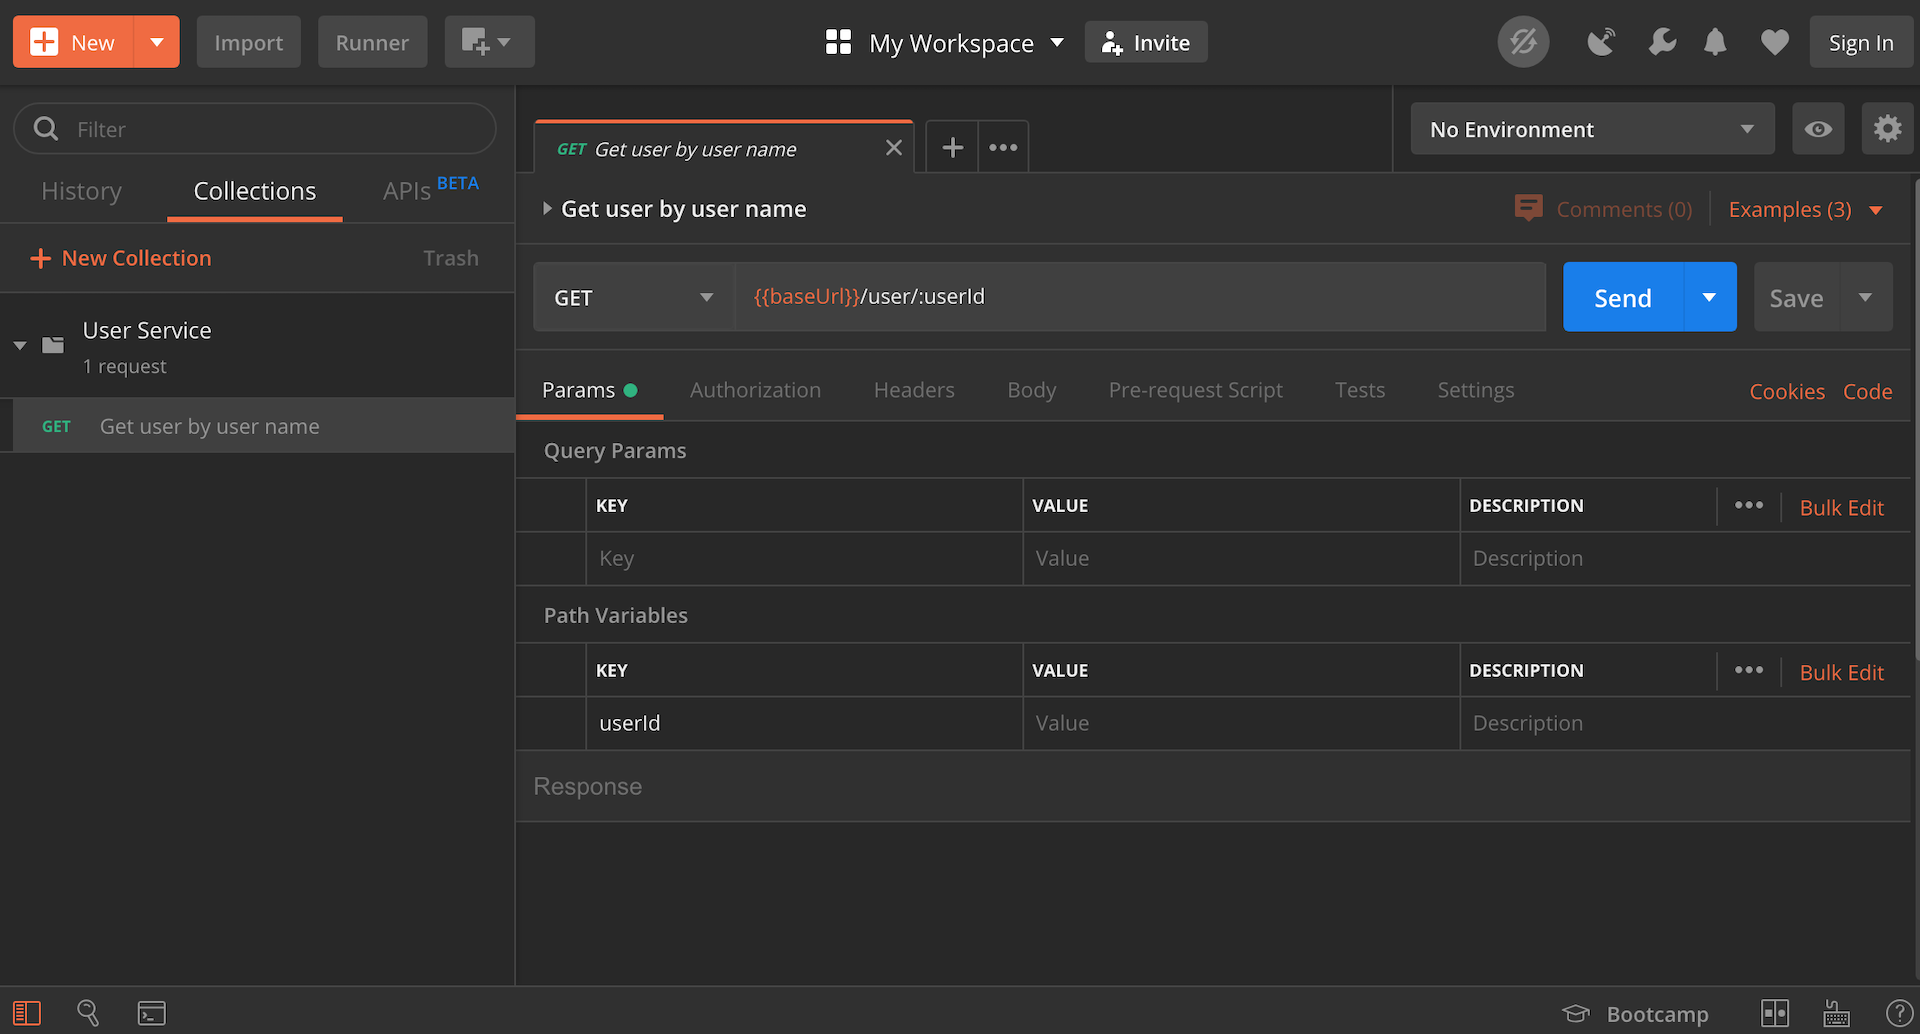 New Import Runner My Workspace Invite Sign In
Filter
History Collections APIs BETA
New Collection Trash
User Service
1 request
GET Get user by user name
GET Get user by user name
No Environment
Get user by user name Comments (0) Examples (3)
GET {{baseUrl}}/user/:userId Send Save
Params Authorization Headers Body Pre-request Script Tests Settings Cookies Code
Query Params
KEY VALUE DESCRIPTION Bulk Edit
Key Value Description
Path Variables
KEY VALUE DESCRIPTION Bulk Edit
userId Value Description
Response
Bootcamp